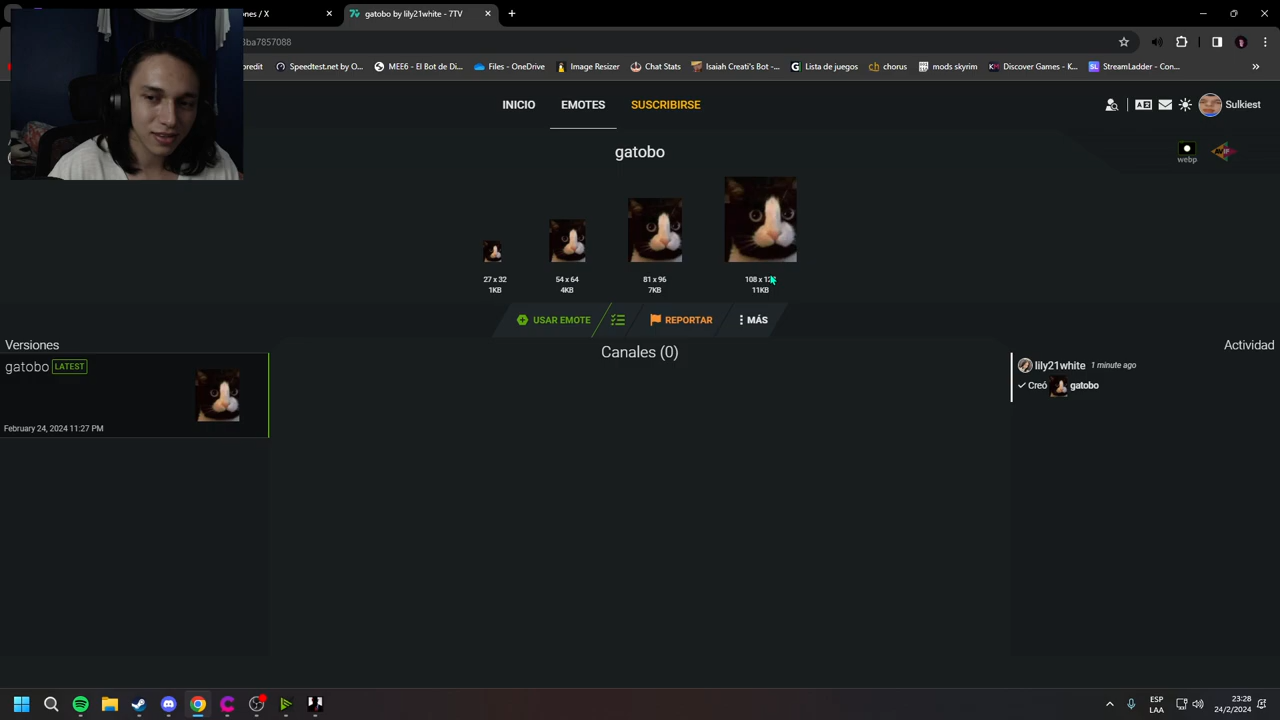 ones / X
gatobo by lily21white - 7TV
3ba7857088
predit
Speedtest.net by O...
MEE6 - El Bot de Di...
Files - OneDrive
Image Resizer
Chat Stats
Isaiah Creati's Bot -...
Lista de juegos
chorus
mods skyrim
Discover Games - K...
StreamLadder - Con...
INICIO
EMOTES
SUSCRIBIRSE
Sulkiest
gatobo
webp
27 x 32
1KB
54 x 64
4KB
81 x 96
7KB
108 x
11KB
USAR EMOTE
REPORTAR
MÁS
Versiones
Canales (0)
Actividad
gatobo LATEST
February 24, 2024 11:27 PM
lily21white 1 minute ago
Creó gatobo
ESP
LAA
23:28
24/2/2024